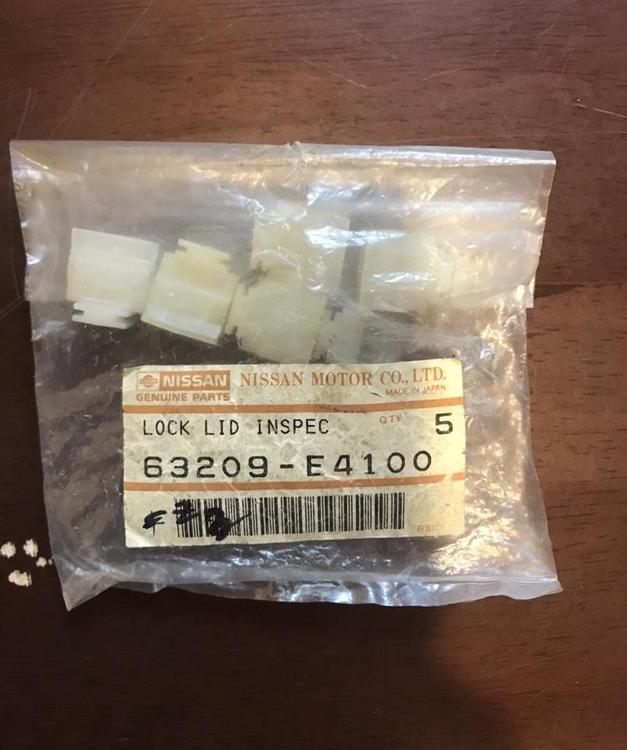 NISSAN NISSAN MOTOR CO., LTD.
GENUINE PARTS MADE IN JAPAN
LOCK LID INSPEC QTY 5
63209-E4100